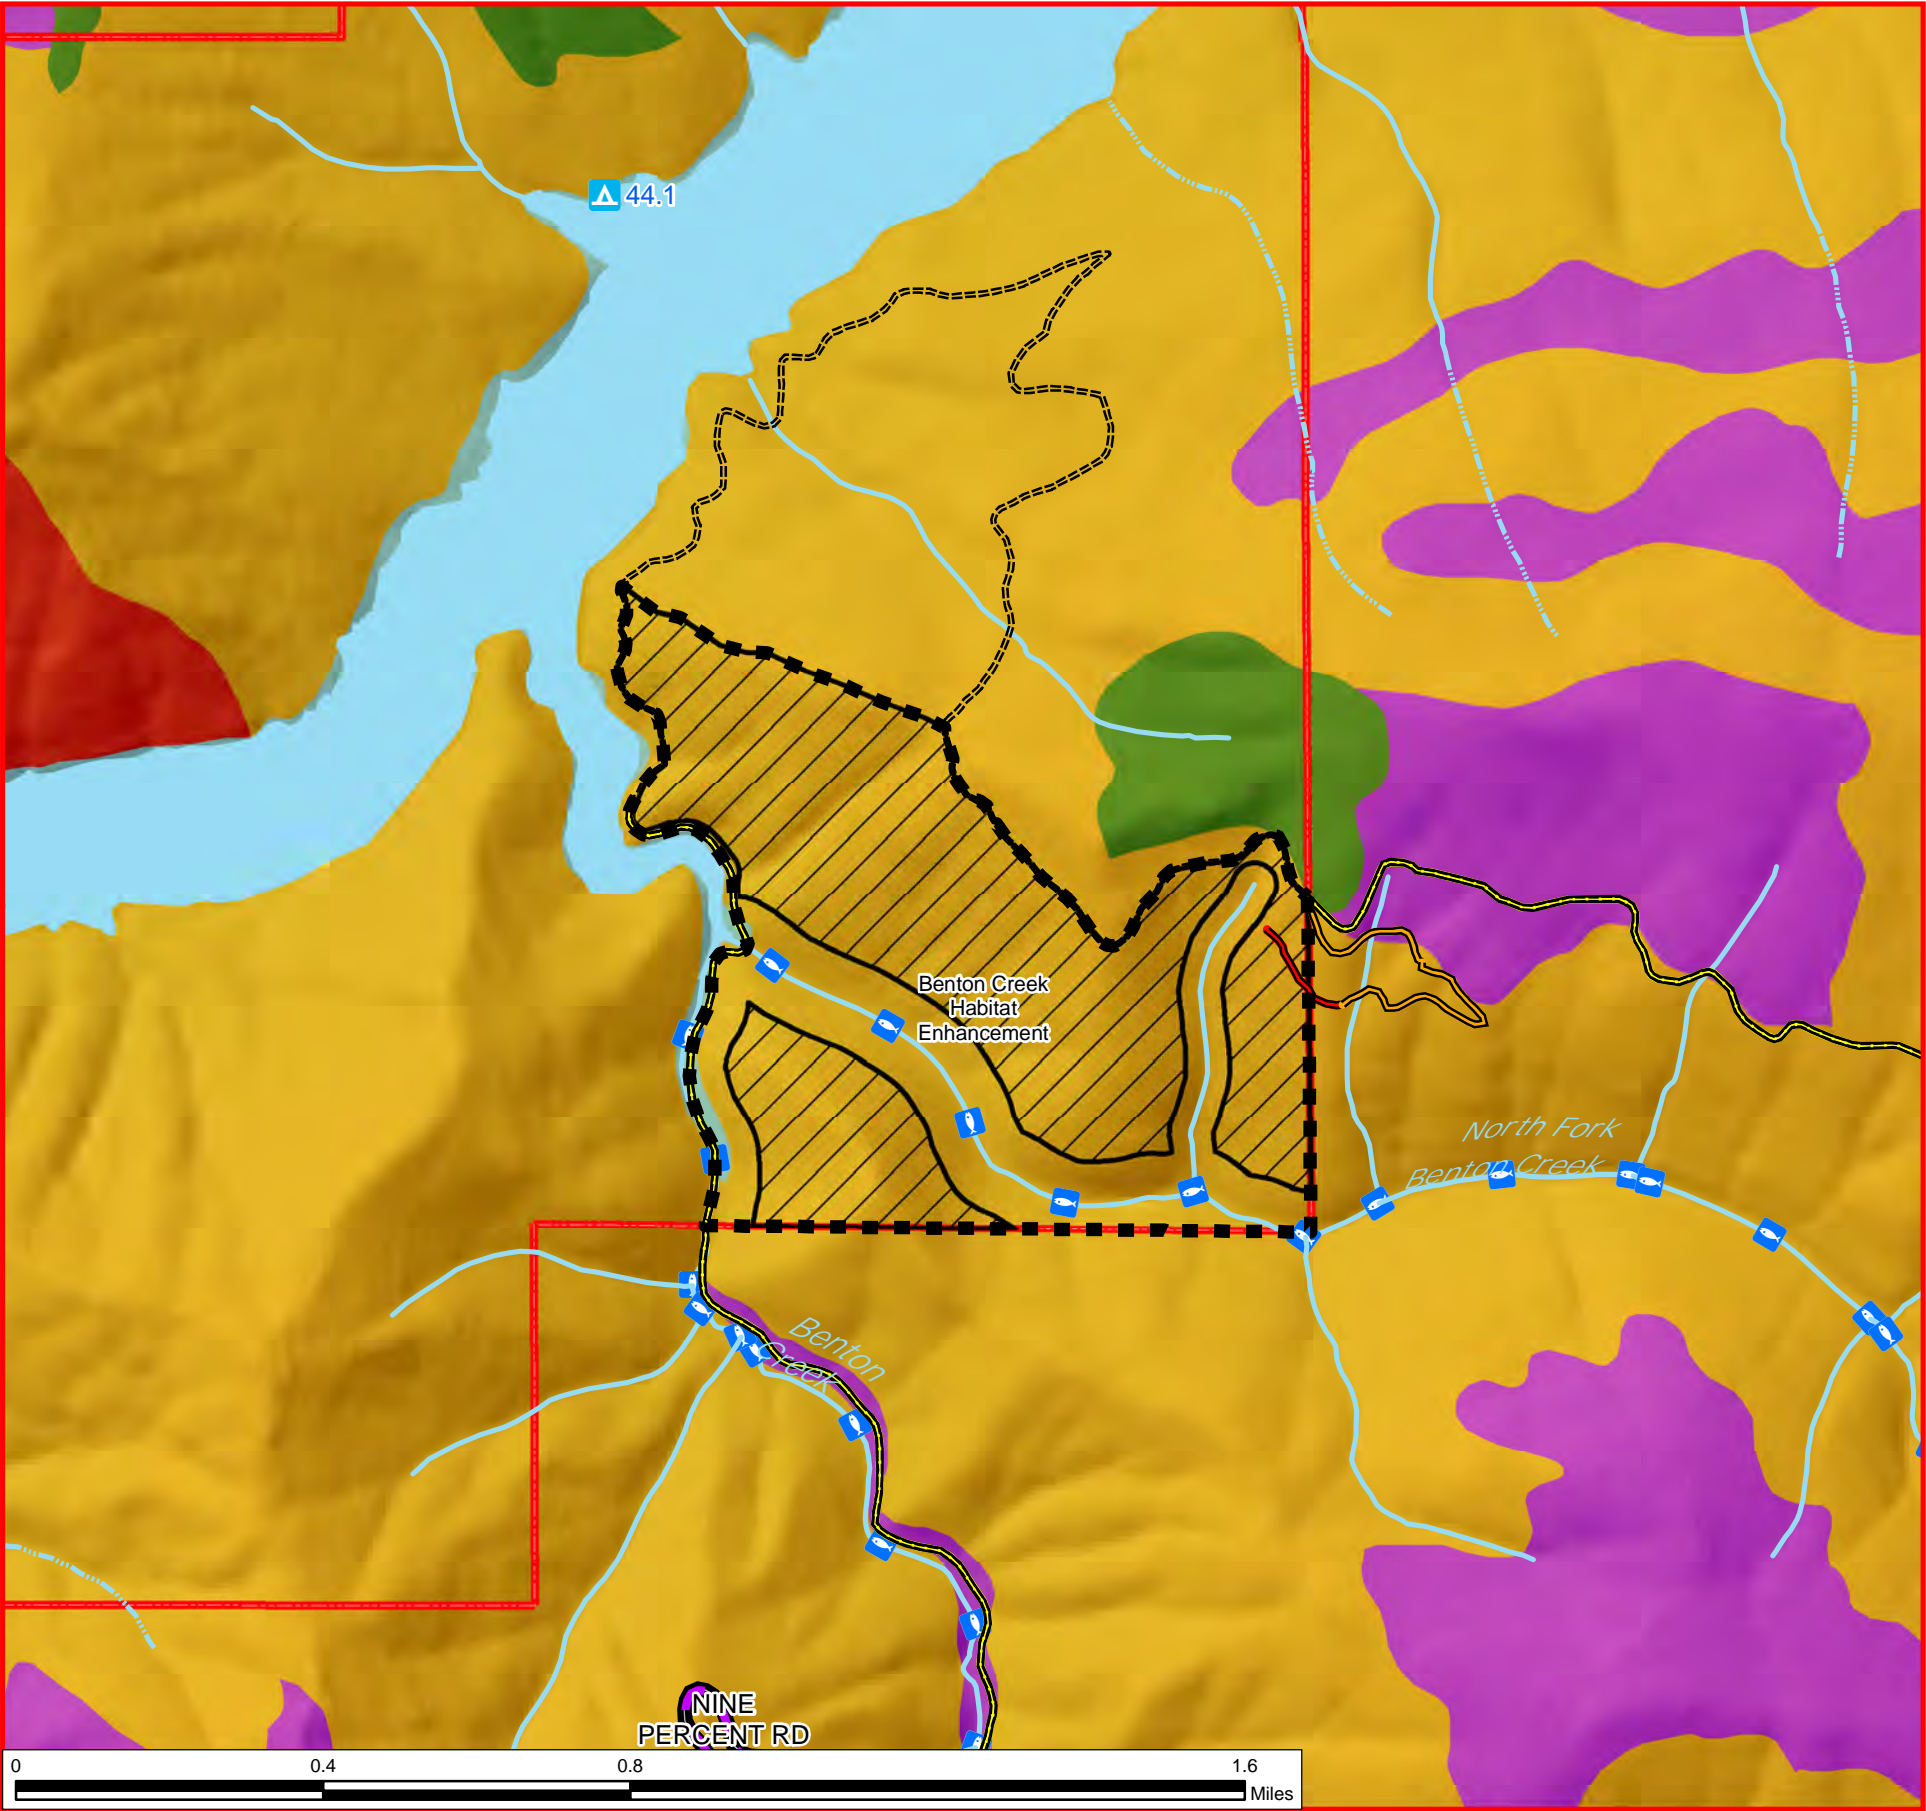 44.1
Benton Creek
Habitat
Enhancement
North Fork
Benton Creek
Benton
Creek
NINE
PERCENT RD
0 0.4 0.8 1.6
Miles